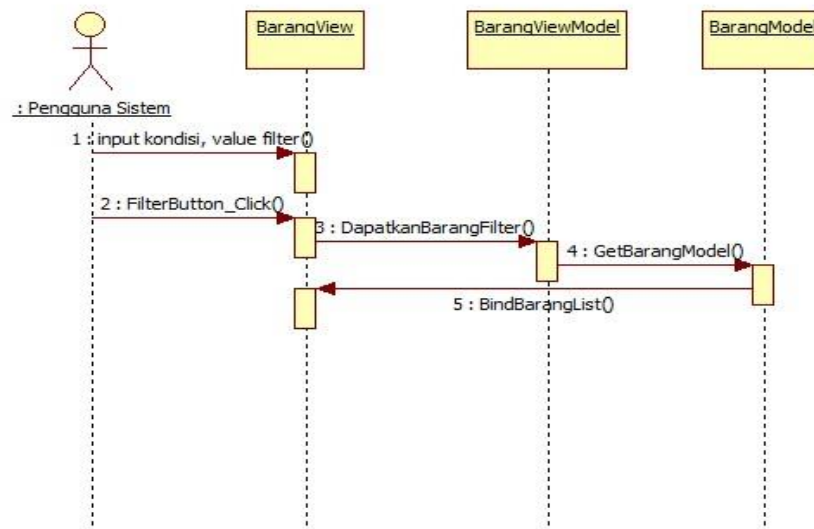 BarangView
BarangViewModel
BarangModel
: Pengguna Sistem
1 : input kondisi, value filter()
2 : FilterButton_Click()
3 : DapatkanBarangFilter()
4 : GetBarangModel()
5 : BindBarangList()